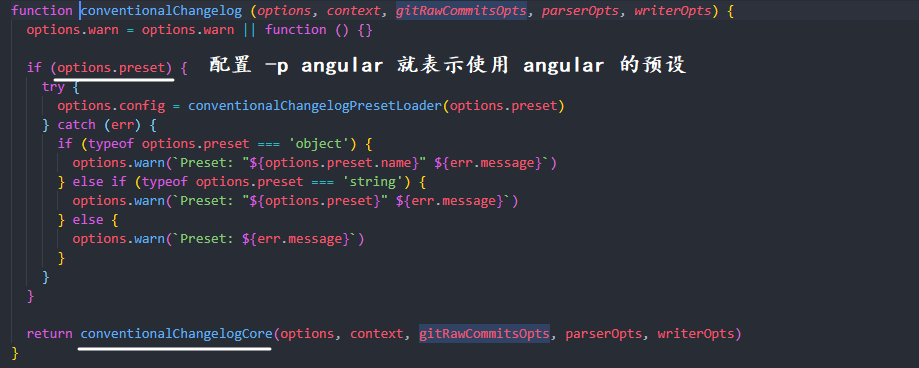 function conventionalChangelog (options, context, gitRawCommitsOpts, parserOpts, writerOpts) {
  options.warn = options.warn || function () {}

  if (options.preset) { 配置 -p angular 就表示使用 angular 的预设
    try {
      options.config = conventionalChangelogPresetLoader(options.preset)
    } catch (err) {
      if (typeof options.preset === 'object') {
        options.warn(`Preset: "${options.preset.name}" ${err.message}`)
      } else if (typeof options.preset === 'string') {
        options.warn(`Preset: "${options.preset}" ${err.message}`)
      } else {
        options.warn(`Preset: ${err.message}`)
      }
    }
  }

  return conventionalChangelogCore(options, context, gitRawCommitsOpts, parserOpts, writerOpts)
}